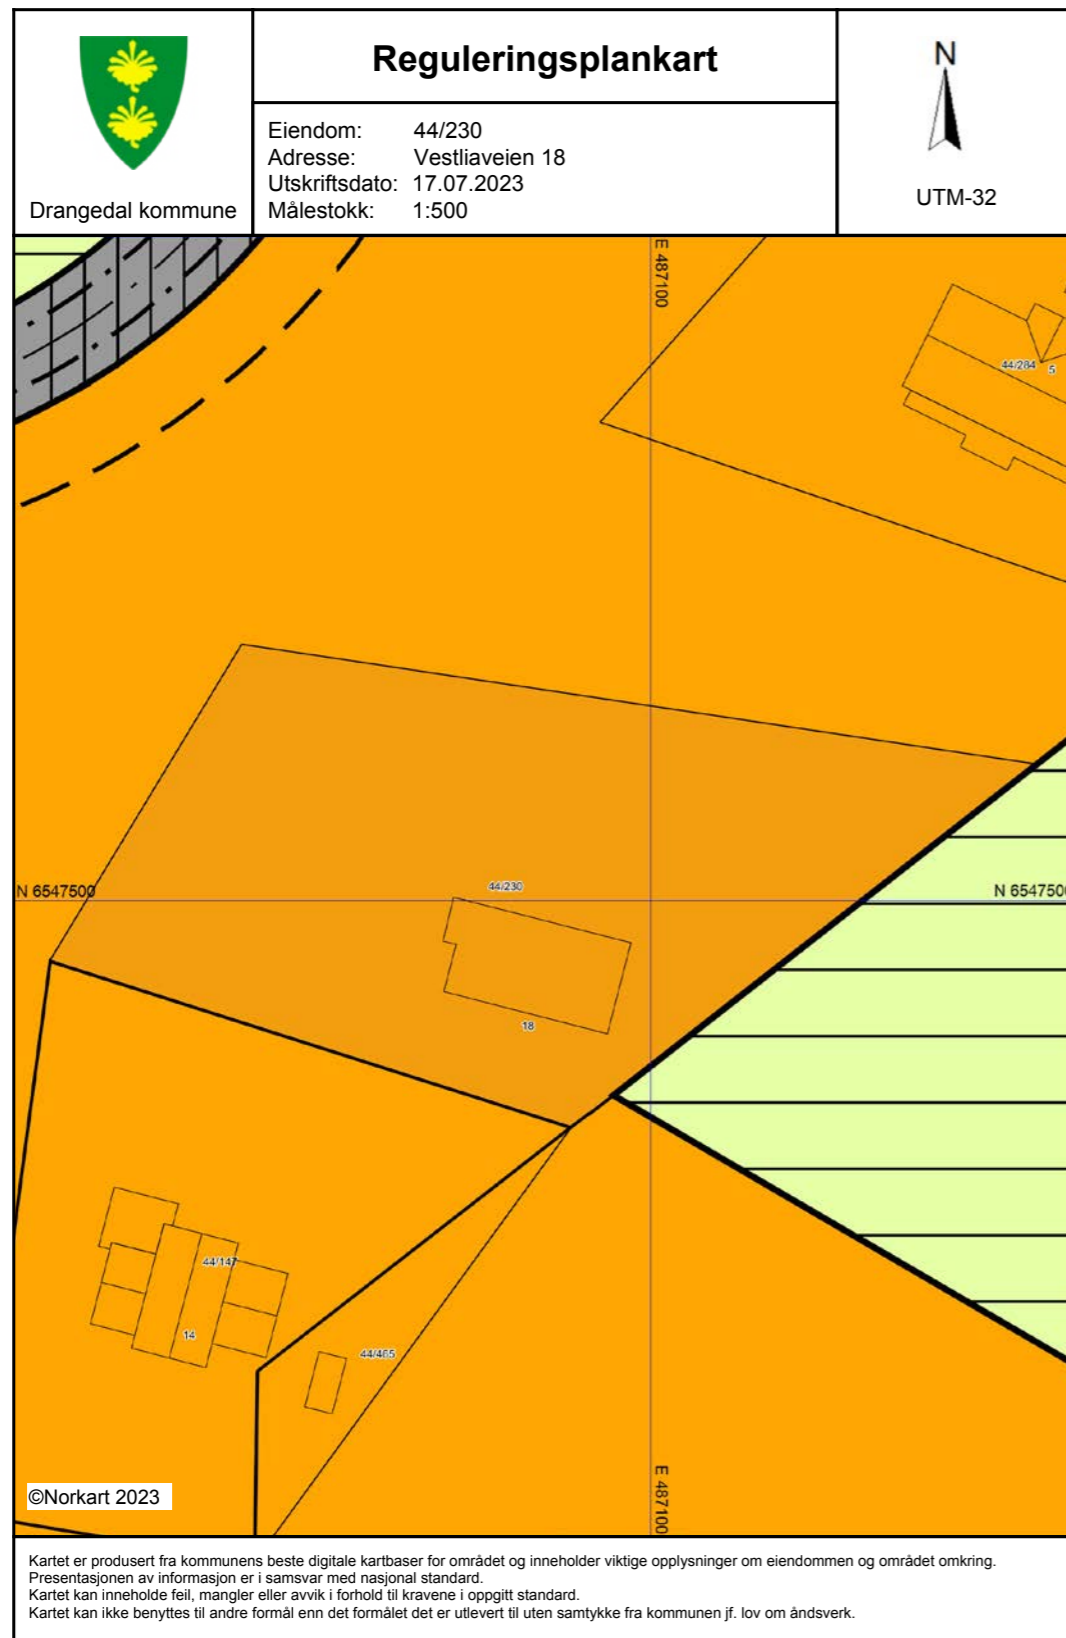 Reguleringsplankart
Eiendom: 44/230
Adresse: Vestliaveien 18
Utskriftsdato: 17.07.2023
Målestokk: 1:500
Drangedal kommune
N
UTM-32
E 487100
44/284
5
N 6547500
44/230
N 6547500
18
44/147
14
44/465
E 487100
©Norkart 2023
Kartet er produsert fra kommunens beste digitale kartbaser for området og inneholder viktige opplysninger om eiendommen og området omkring.
Presentasjonen av informasjon er i samsvar med nasjonal standard.
Kartet kan inneholde feil, mangler eller avvik i forhold til kravene i oppgitt standard.
Kartet kan ikke benyttes til andre formål enn det formålet det er utlevert til uten samtykke fra kommunen jf. lov om åndsverk.